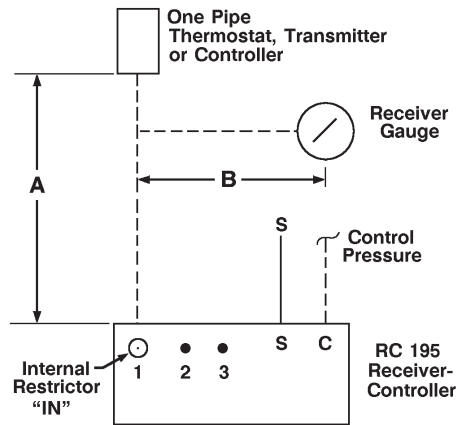 One Pipe
Thermostat, Transmitter
or Controller
Receiver
Gauge
A
B
S
Control
Pressure
S
C
RC 195
Receiver-
Controller
Internal
Restrictor
“IN”
1
2
3